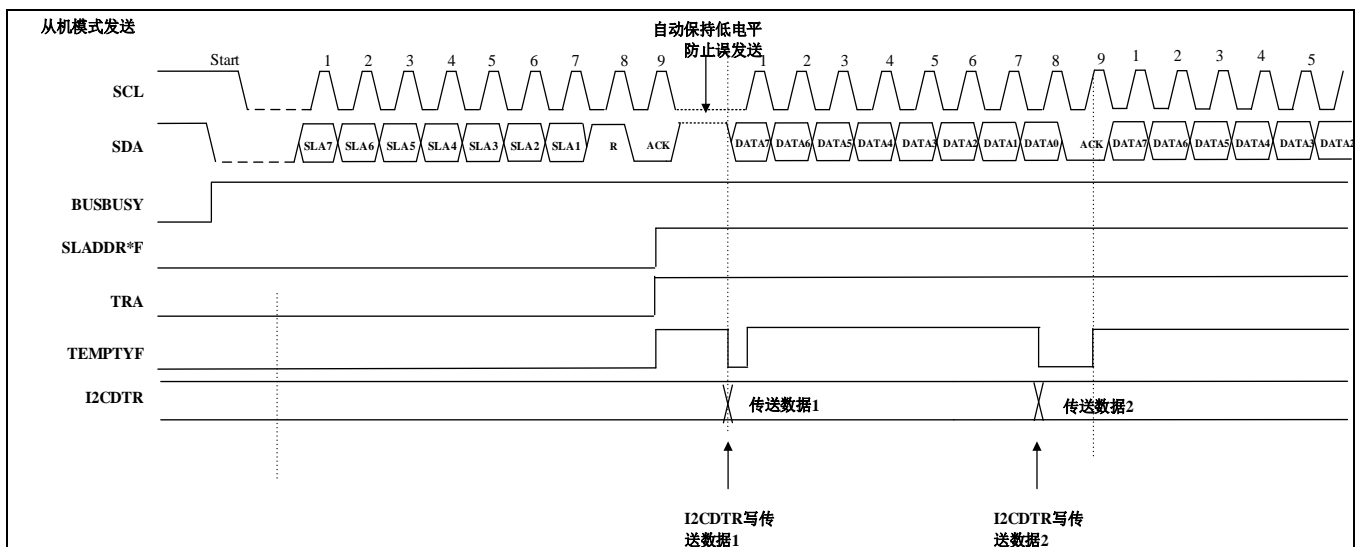 从机模式发送
自动保持低电平
防止误发送
Start 1 2 3 4 5 6 7 8 9 1 2 3 4 5 6 7 8 9 1 2 3 4 5
SCL
SDA SLA7 SLA6 SLA5 SLA4 SLA3 SLA2 SLA1 R ACK DATA7 DATA6 DATA5 DATA4 DATA3 DATA2 DATA1 DATA0 ACK DATA7 DATA6 DATA5 DATA4 DATA3 DATA2
BUSBUSY
SLADDR*F
TRA
TEMPTYF
I2CDTR 传送数据1 传送数据2
I2CDTR写传
送数据1
I2CDTR写传
送数据2